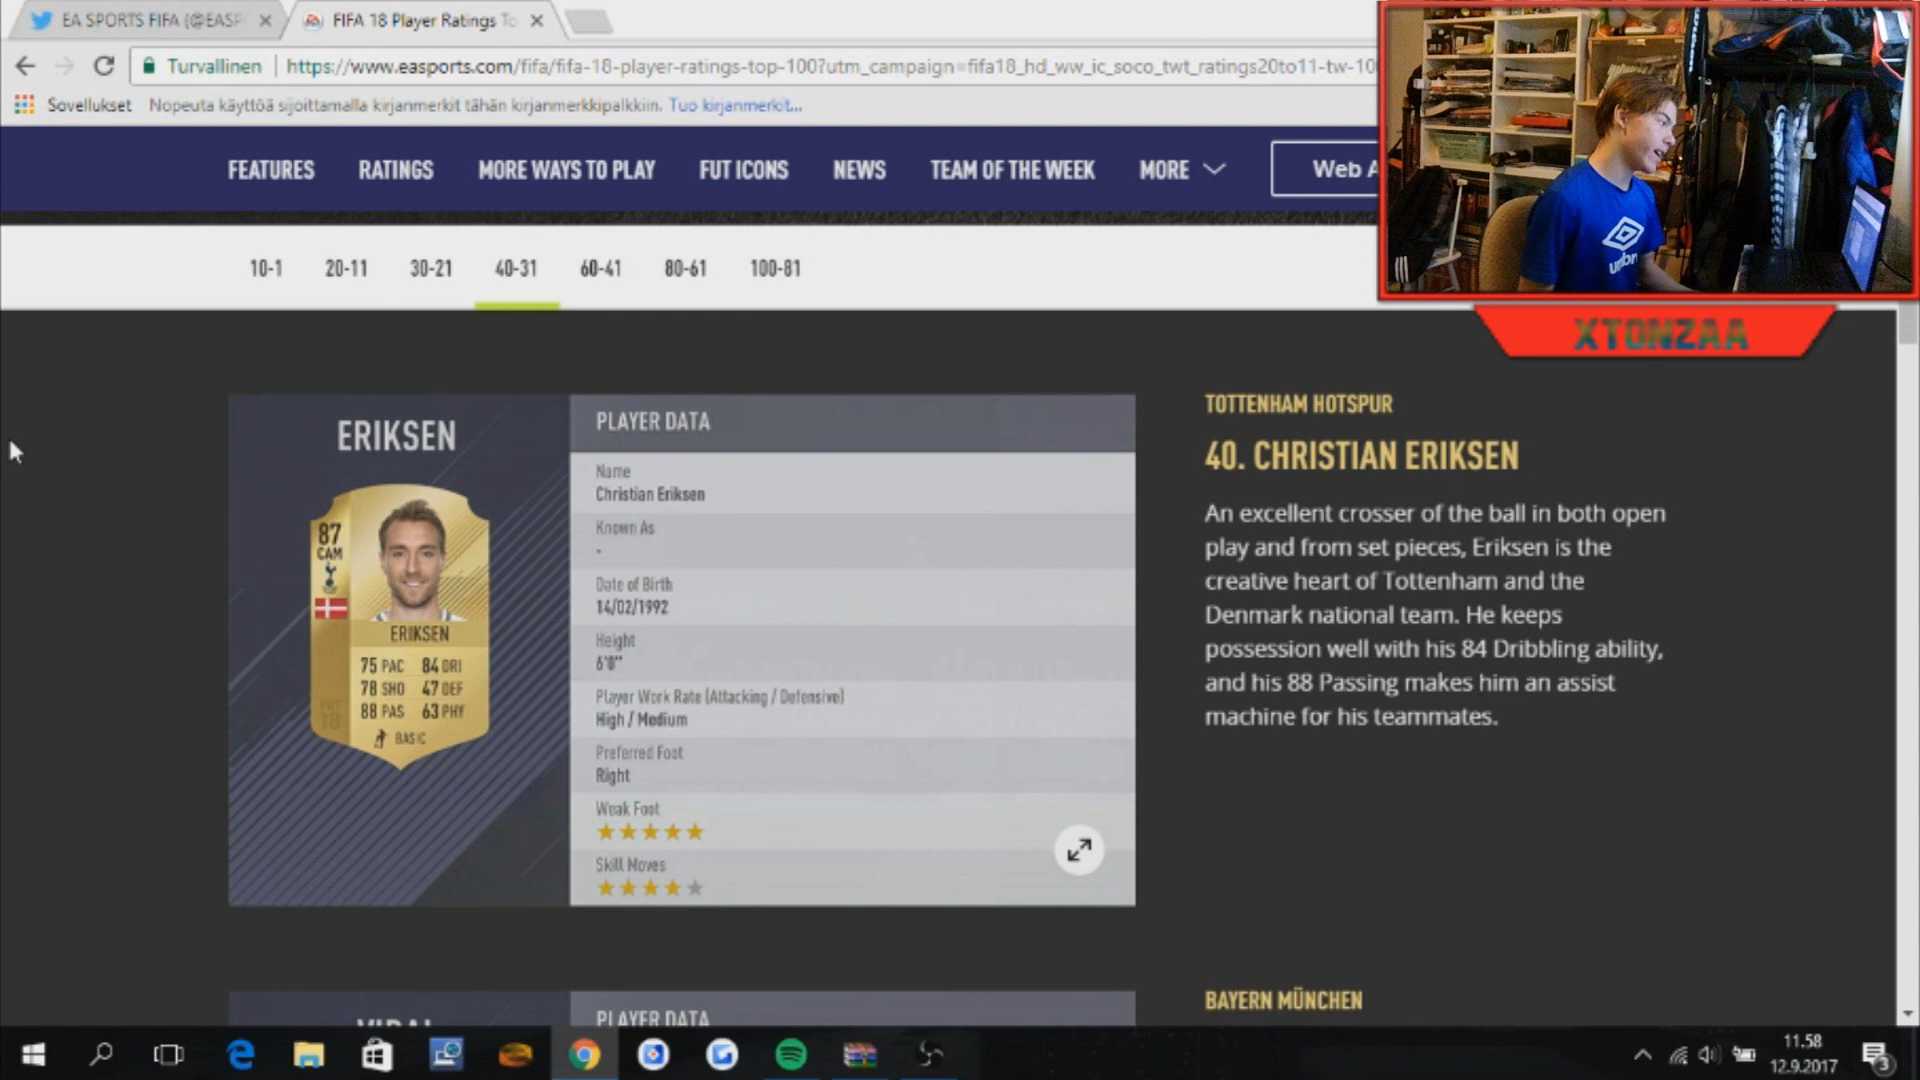 EA SPORTS FIFA (@EASP
FIFA 18 Player Ratings To
Turvallinen
https://www.easports.com/fifa/fifa-18-player-ratings-top-100?utm_campaign=fifa18_hd_ww_ic_soco_twt_ratings20to11-tw-10
Sovellukset Nopeuta käyttöä sijoittamalla kirjanmerkit tähän kirjanmerkkipalkkiin. Tuo kirjanmerkit...
FEATURES RATINGS MORE WAYS TO PLAY FUT ICONS NEWS TEAM OF THE WEEK MORE Web A
10-1 20-11 30-21 40-31 60-41 80-61 100-81
umbro
XTONZAA
ERIKSEN
87
CAM
ERIKSEN
75 PAC 84 DRI
78 SHO 47 DEF
88 PAS 63 PHY
BASIC
PLAYER DATA
Name
Christian Eriksen
Known As
-
Date of Birth
14/02/1992
Height
6'0"
Player Work Rate (Attacking / Defensive)
High / Medium
Preferred Foot
Right
Weak Foot
Skill Moves
TOTTENHAM HOTSPUR
40. CHRISTIAN ERIKSEN
An excellent crosser of the ball in both open
play and from set pieces, Eriksen is the
creative heart of Tottenham and the
Denmark national team. He keeps
possession well with his 84 Dribbling ability,
and his 88 Passing makes him an assist
machine for his teammates.
VIDAL
PLAYER DATA
BAYERN MÜNCHEN
11.58
12.9.2017
3